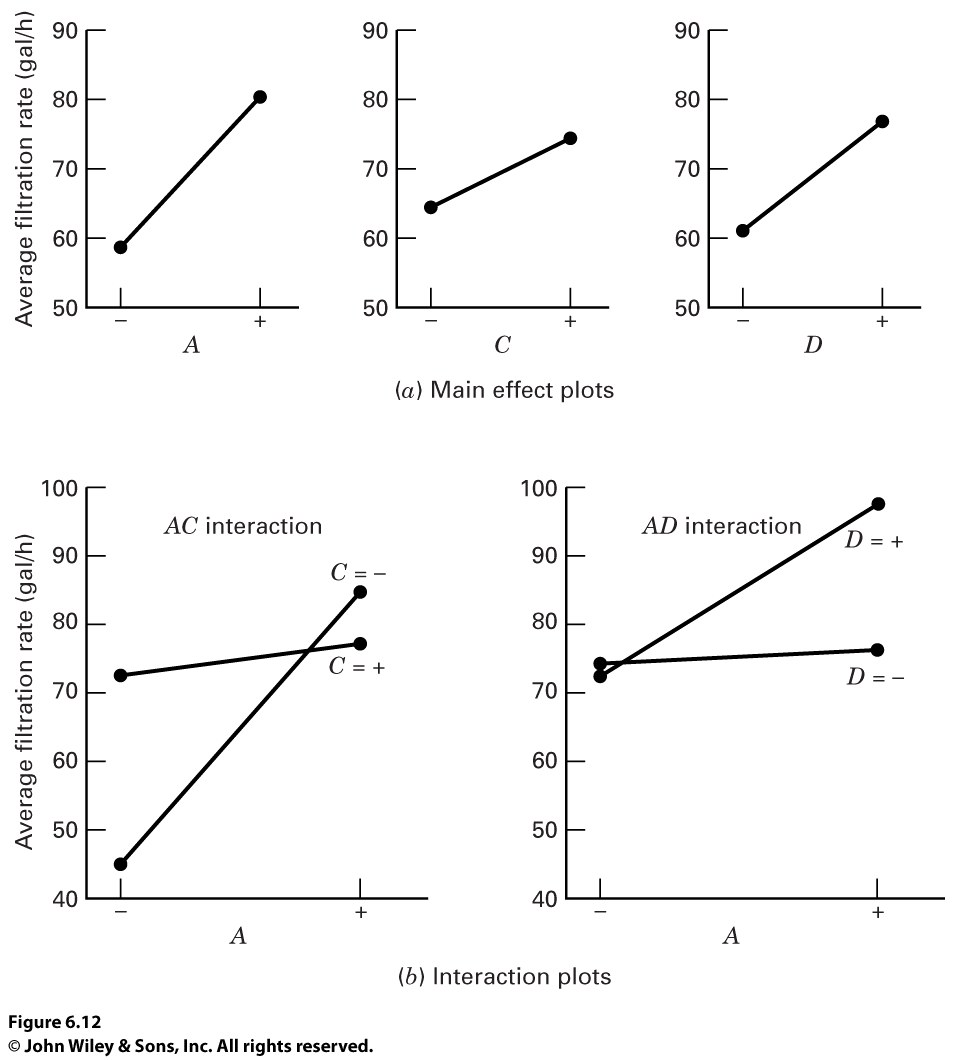 Average filtration rate (gal/h)
90
80
70
60
50
−
+
A
90
80
70
60
50
−
+
C
90
80
70
60
50
−
+
D
(a) Main effect plots
Average filtration rate (gal/h)
100
90
80
70
60
50
40
AC interaction
C = −
C = +
−
+
A
100
90
80
70
60
50
40
AD interaction
D = +
D = −
−
+
A
(b) Interaction plots
Figure 6.12
© John Wiley & Sons, Inc. All rights reserved.